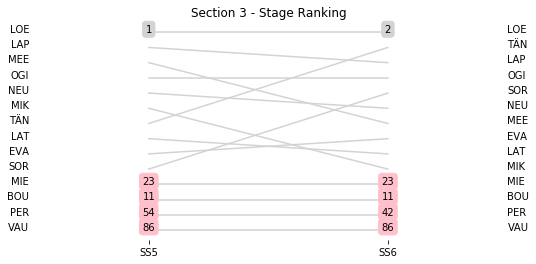 Section 3 - Stage Ranking
LOE 1 2 LOE
LAP TÄN
MEE LAP
OGI OGI
NEU SOR
MIK NEU
TÄN MEE
LAT EVA
EVA LAT
SOR MIK
MIE 23 23 MIE
BOU 11 11 BOU
PER 54 42 PER
VAU 86 86 VAU
SS5 SS6